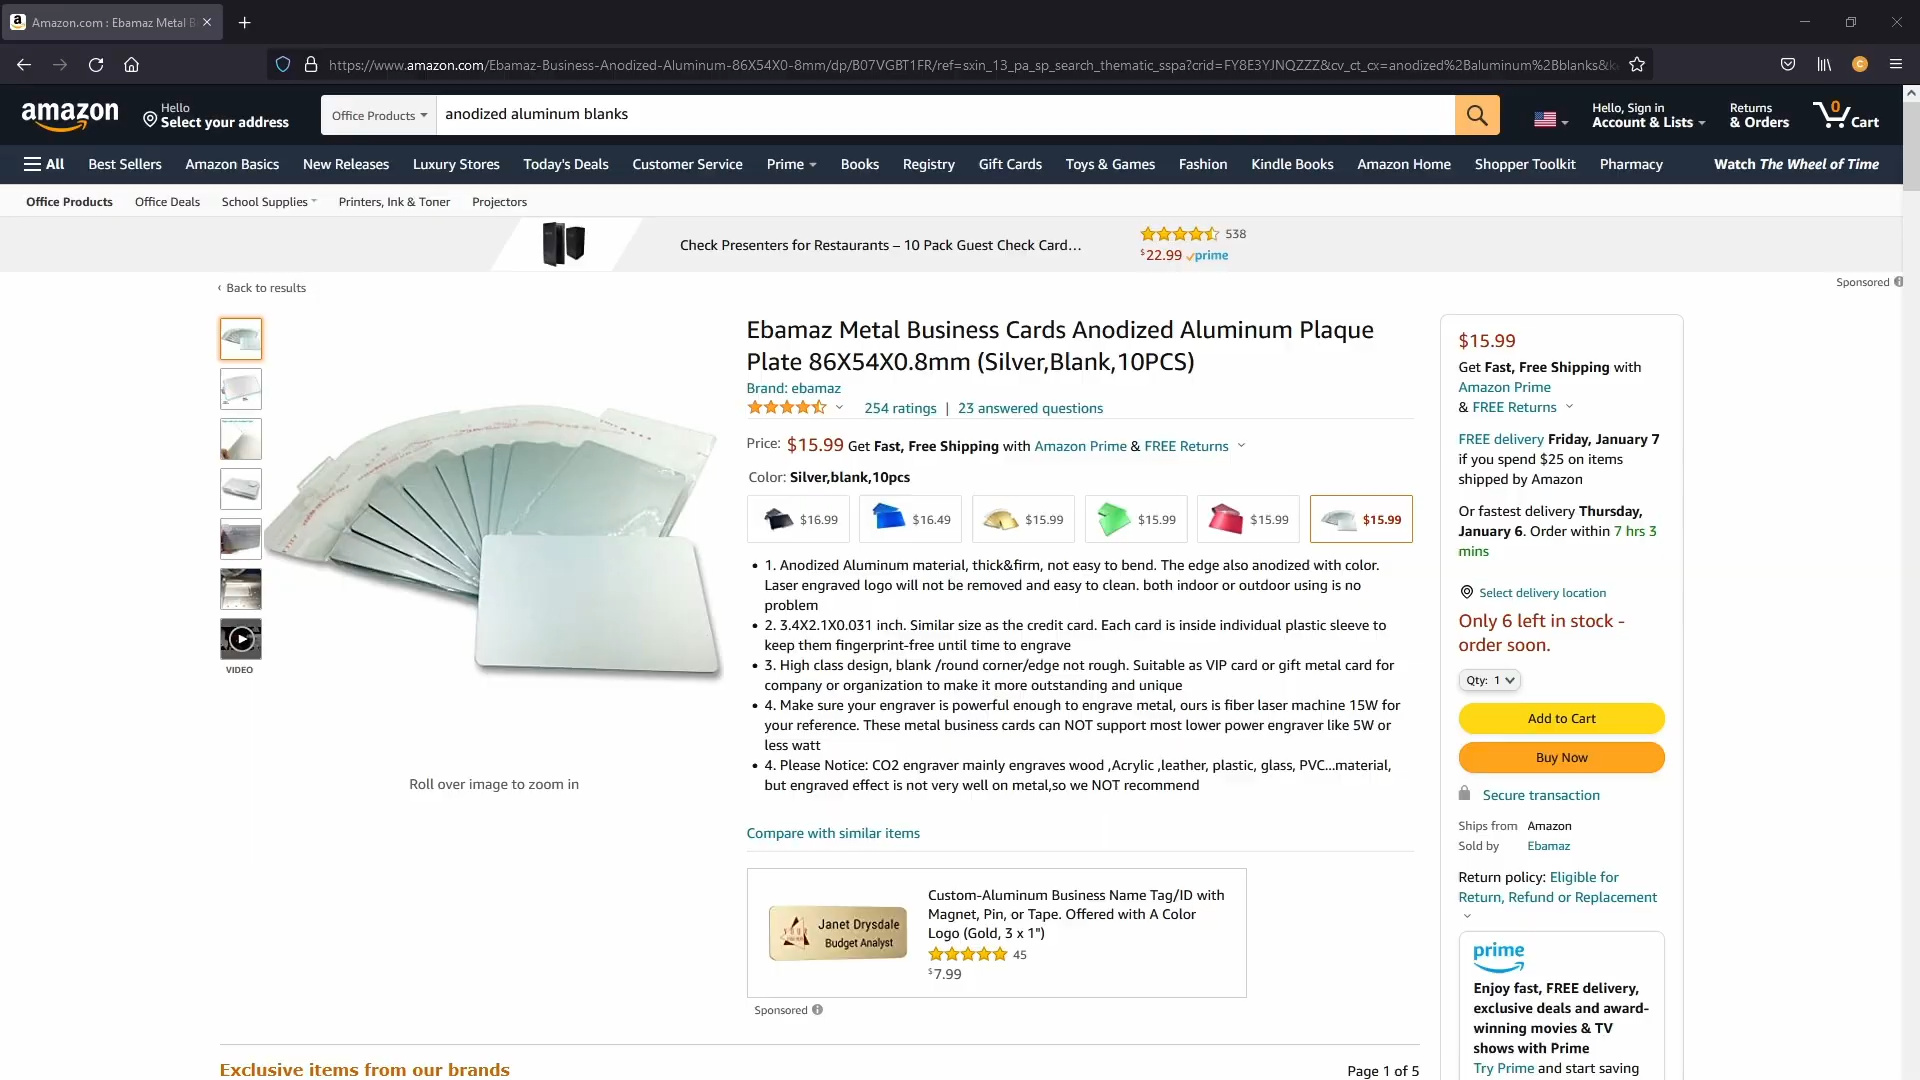 Amazon.com : Ebamaz Metal B
https://www.amazon.com/Ebamaz-Business-Anodized-Aluminum-86X54X0-8mm/dp/B07VGBT1FR/ref=sxin_13_pa_sp_search_thematic_sspa?crid=FY8E3YJNQZZZ&cv_ct_cx=anodized%2Baluminum%2Bblanks&k
amazon
Hello
Select your address
Office Products
anodized aluminum blanks
Hello, Sign in
Account & Lists
Returns
& Orders
0
Cart
All
Best Sellers
Amazon Basics
New Releases
Luxury Stores
Today's Deals
Customer Service
Prime
Books
Registry
Gift Cards
Toys & Games
Fashion
Kindle Books
Amazon Home
Shopper Toolkit
Pharmacy
Watch The Wheel of Time
Office Products
Office Deals
School Supplies
Printers, Ink & Toner
Projectors
Check Presenters for Restaurants – 10 Pack Guest Check Card…
538
$22.99 prime
Sponsored
‹ Back to results
VIDEO
Roll over image to zoom in
Ebamaz Metal Business Cards Anodized Aluminum Plaque
Plate 86X54X0.8mm (Silver,Blank,10PCS)
Brand: ebamaz
254 ratings | 23 answered questions
Price: $15.99 Get Fast, Free Shipping with Amazon Prime & FREE Returns
Color: Silver,blank,10pcs
$16.99
$16.49
$15.99
$15.99
$15.99
$15.99
• 1. Anodized Aluminum material, thick&firm, not easy to bend. The edge also anodized with color.
Laser engraved logo will not be removed and easy to clean. both indoor or outdoor using is no
problem
• 2. 3.4X2.1X0.031 inch. Similar size as the credit card. Each card is inside individual plastic sleeve to
keep them fingerprint-free until time to engrave
• 3. High class design, blank /round corner/edge not rough. Suitable as VIP card or gift metal card for
company or organization to make it more outstanding and unique
• 4. Make sure your engraver is powerful enough to engrave metal, ours is fiber laser machine 15W for
your reference. These metal business cards can NOT support most lower power engraver like 5W or
less watt
• 4. Please Notice: CO2 engraver mainly engraves wood ,Acrylic ,leather, plastic, glass, PVC...material,
but engraved effect is not very well on metal,so we NOT recommend
Compare with similar items
Janet Drysdale
Budget Analyst
Custom-Aluminum Business Name Tag/ID with
Magnet, Pin, or Tape. Offered with A Color
Logo (Gold, 3 x 1")
45
$7.99
Sponsored
Exclusive items from our brands
Page 1 of 5
$15.99
Get Fast, Free Shipping with
Amazon Prime
& FREE Returns
FREE delivery Friday, January 7
if you spend $25 on items
shipped by Amazon
Or fastest delivery Thursday,
January 6. Order within 7 hrs 3
mins
Select delivery location
Only 6 left in stock -
order soon.
Qty: 1
Add to Cart
Buy Now
Secure transaction
Ships from Amazon
Sold by Ebamaz
Return policy: Eligible for
Return, Refund or Replacement
prime
Enjoy fast, FREE delivery,
exclusive deals and award-
winning movies & TV
shows with Prime
Try Prime and start saving